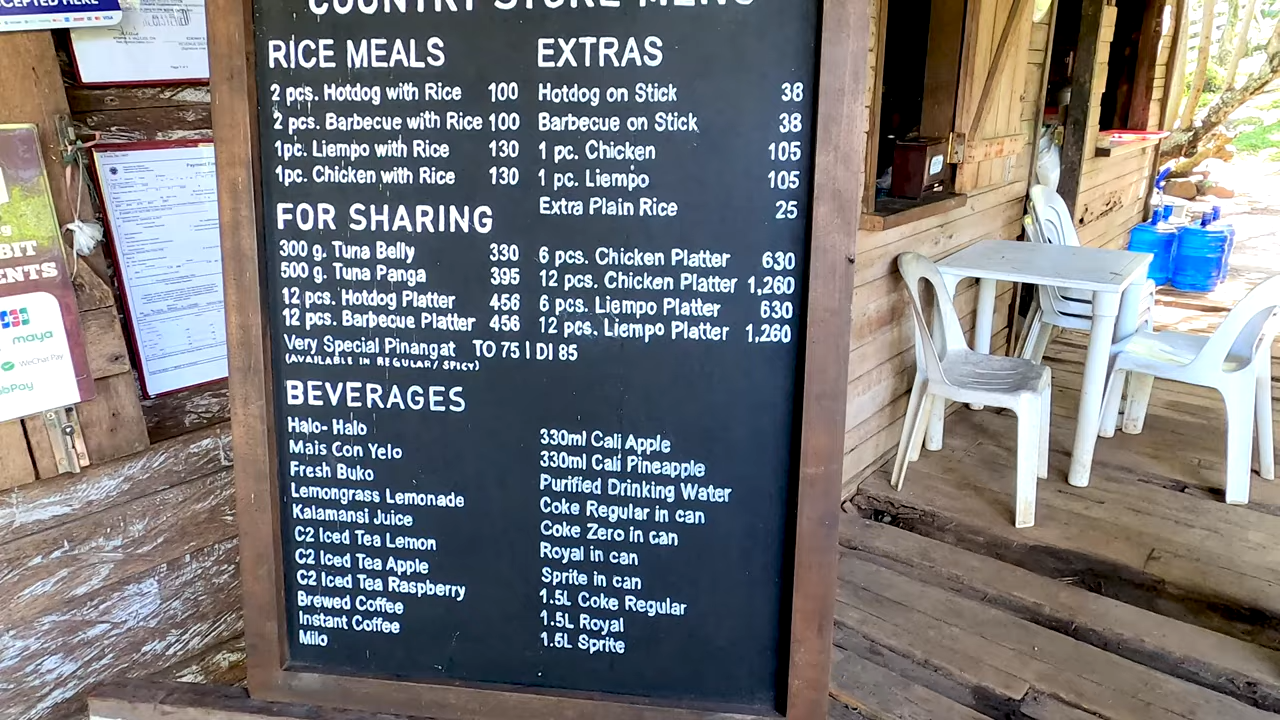 COUNTRY STORE MENU
RICE MEALS
2 pcs. Hotdog with Rice 100
2 pcs. Barbecue with Rice 100
1pc. Liempo with Rice 130
1pc. Chicken with Rice 130
EXTRAS
Hotdog on Stick 38
Barbecue on Stick 38
1 pc. Chicken 105
1 pc. Liempo 105
Extra Plain Rice 25
FOR SHARING
300 g. Tuna Belly 330
500 g. Tuna Panga 395
12 pcs. Hotdog Platter 456
12 pcs. Barbecue Platter 456
6 pcs. Chicken Platter 630
12 pcs. Chicken Platter 1,260
6 pcs. Liempo Platter 630
12 pcs. Liempo Platter 1,260
Very Special Pinangat TO 75 | DI 85
(AVAILABLE IN REGULAR/ SPICY)
BEVERAGES
Halo- Halo
Mais Con Yelo
Fresh Buko
Lemongrass Lemonade
Kalamansi Juice
C2 Iced Tea Lemon
C2 Iced Tea Apple
C2 Iced Tea Raspberry
Brewed Coffee
Instant Coffee
Milo
330ml Cali Apple
330ml Cali Pineapple
Purified Drinking Water
Coke Regular in can
Coke Zero in can
Royal in can
Sprite in can
1.5L Coke Regular
1.5L Royal
1.5L Sprite
HERE
BIT
ENTS
JCB
maya
WeChat Pay
bPay